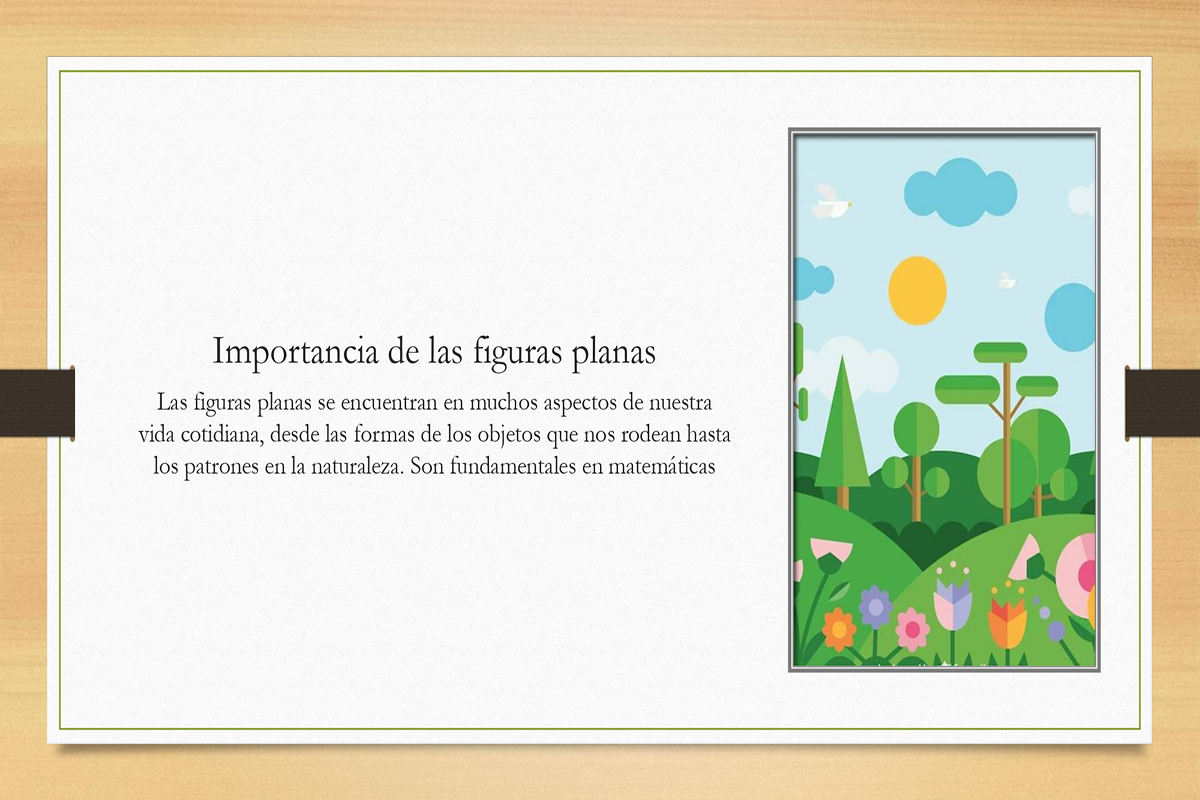 Importancia de las figuras planas
Las figuras planas se encuentran en muchos aspectos de nuestra
vida cotidiana, desde las formas de los objetos que nos rodean hasta
los patrones en la naturaleza. Son fundamentales en matemáticas